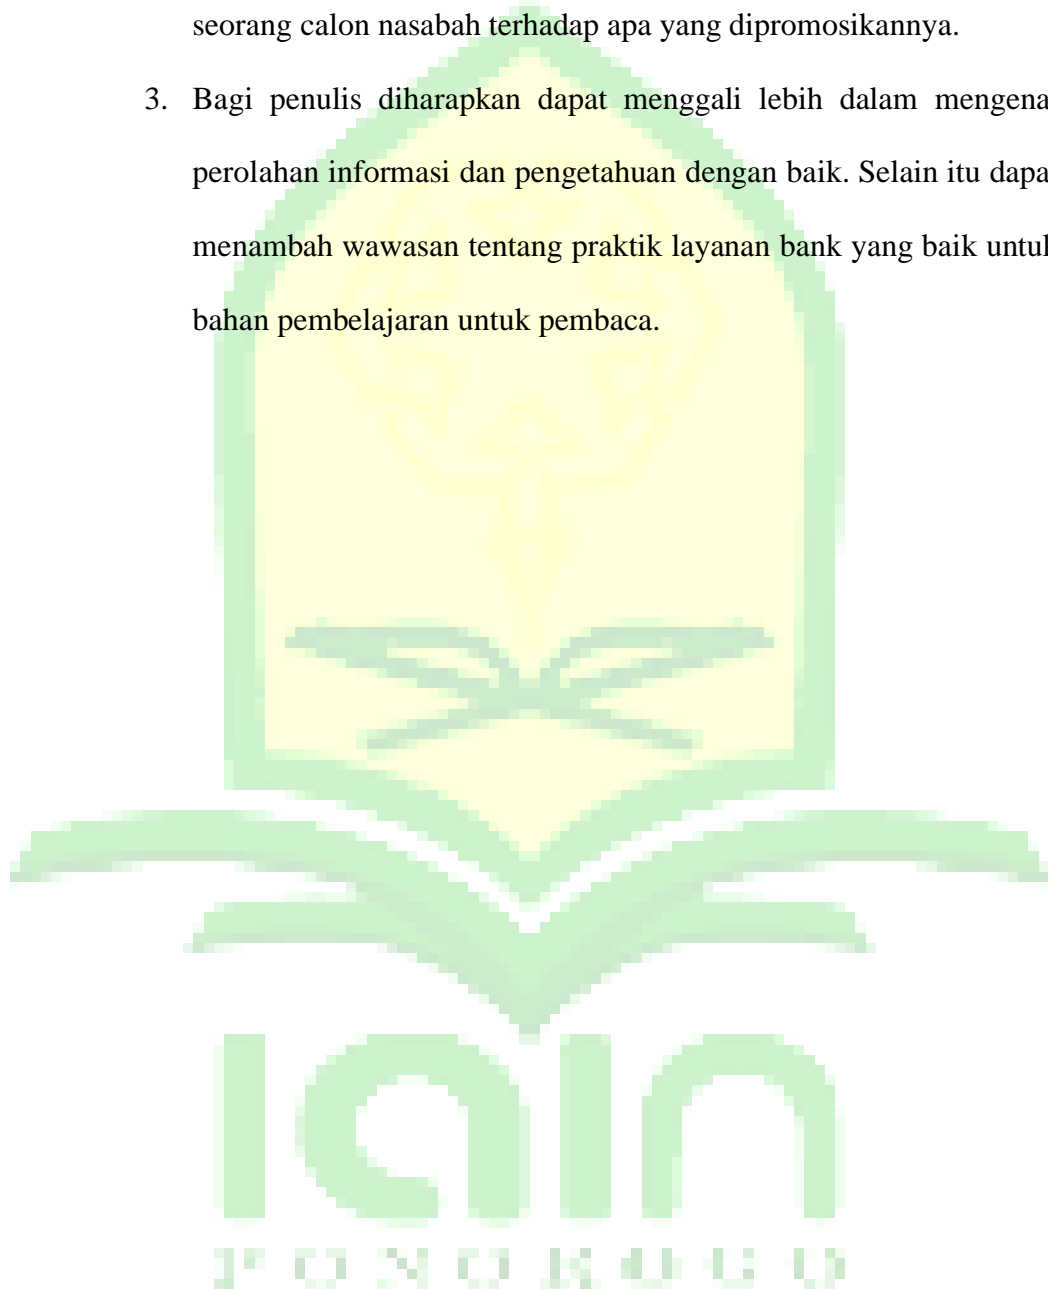 seorang calon nasabah terhadap apa yang dipromosikannya.
3. Bagi penulis diharapkan dapat menggali lebih dalam mengena
perolahan informasi dan pengetahuan dengan baik. Selain itu dapa
menambah wawasan tentang praktik layanan bank yang baik untuk
bahan pembelajaran untuk pembaca.
iain
PONOROGO